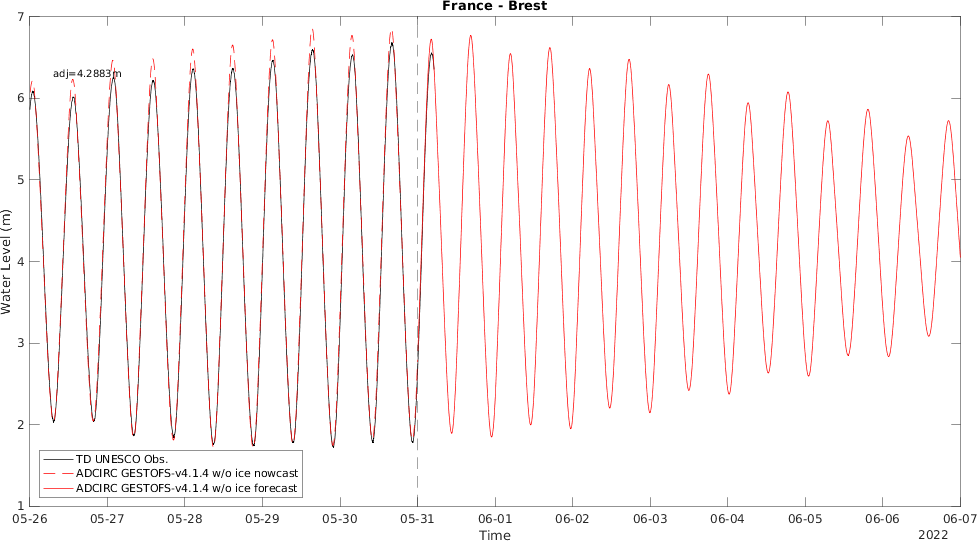 France - Brest
adj=4.2883m
Water Level (m)
7
6
5
4
3
2
1
TD UNESCO Obs.
ADCIRC GESTOFS-v4.1.4 w/o ice nowcast
ADCIRC GESTOFS-v4.1.4 w/o ice forecast
05-26 05-27 05-28 05-29 05-30 05-31 06-01 06-02 06-03 06-04 06-05 06-06 06-07
Time
2022